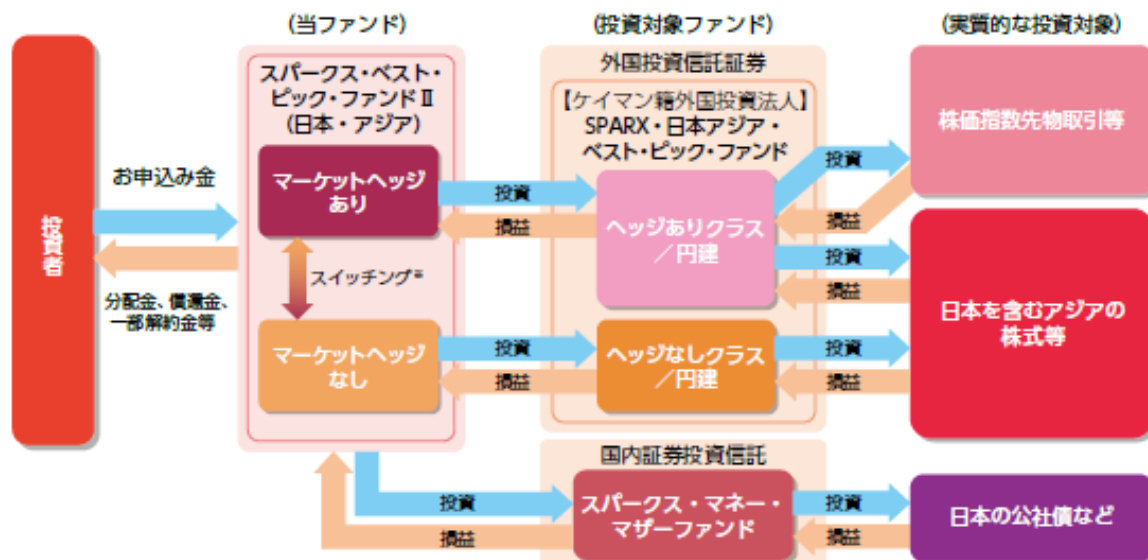 (当ファンド)
(投資対象ファンド)
(実質的な投資対象)
投資者
お申込み金
分配金、償還金、
一部解約金等
スパークス・ベスト・
ピック・ファンドⅡ
(日本・アジア)
マーケットヘッジ
あり
スイッチング※
マーケットヘッジ
なし
投資
損益
投資
損益
外国投資信託証券
【ケイマン籍外国投資法人】
SPARX・日本アジア・
ベスト・ピック・ファンド
ヘッジありクラス
／円建
ヘッジなしクラス
／円建
投資
損益
投資
損益
投資
損益
株価指数先物取引等
日本を含むアジアの
株式等
投資
損益
国内証券投資信託
スパークス・マネー・
マザーファンド
投資
損益
日本の公社債など